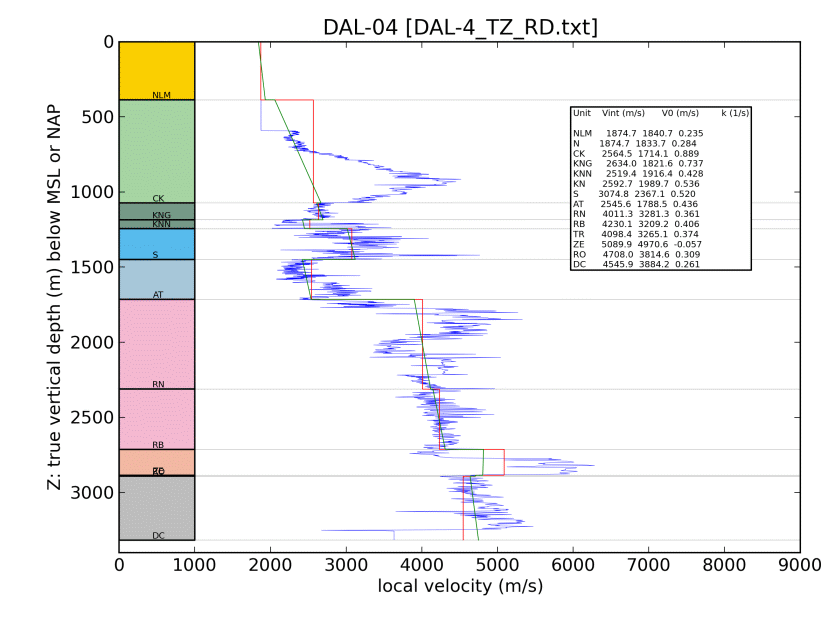 DAL-04 [DAL-4_TZ_RD.txt]
0
500
1000
1500
2000
2500
3000
Z: true vertical depth (m) below MSL or NAP
NLM
CK
KNG
KNN
S
AT
RN
RB
DC
Unit Vint (m/s) V0 (m/s) k (1/s)
NLM 1874.7 1840.7 0.235
N 1874.7 1833.7 0.284
CK 2564.5 1714.1 0.889
KNG 2634.0 1821.6 0.737
KNN 2519.4 1916.4 0.428
KN 2592.7 1989.7 0.536
S 3074.8 2367.1 0.520
AT 2545.6 1788.5 0.436
RN 4011.3 3281.3 0.361
RB 4230.1 3209.2 0.406
TR 4098.4 3265.1 0.374
ZE 5089.9 4970.6 -0.057
RO 4708.0 3814.6 0.309
DC 4545.9 3884.2 0.261
0 1000 2000 3000 4000 5000 6000 7000 8000 9000
local velocity (m/s)